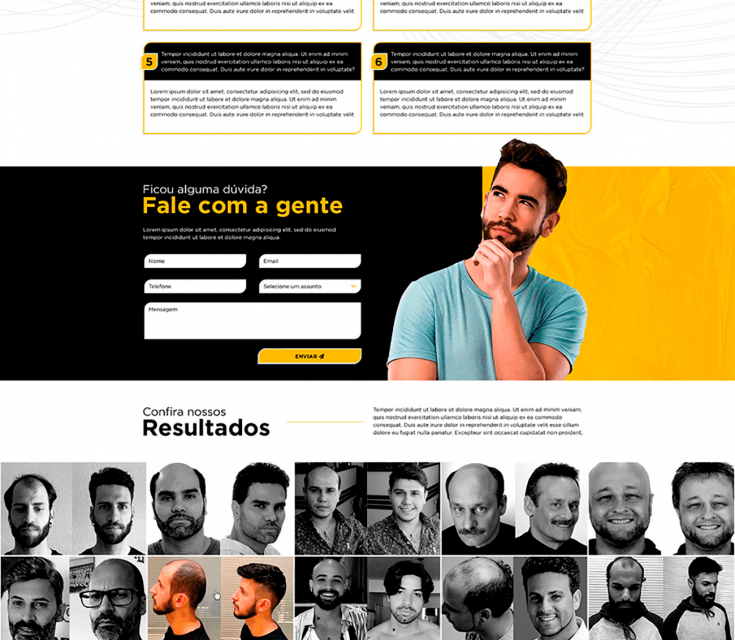 veniam, quis nostrud exercitation ullamco laboris nisi ut aliquip ex ea
commodo consequat. Duis aute irure dolor in reprehenderit in voluptate velit
veniam, quis nostrud exercitation ullamco laboris nisi ut aliquip ex ea
commodo consequat. Duis aute irure dolor in reprehenderit in voluptate velit
5
Tempor incididunt ut labore et dolore magna aliqua. Ut enim ad minim
veniam, quis nostrud exercitation ullamco laboris nisi ut aliquip ex ea
commodo consequat. Duis aute irure dolor in reprehenderit in voluptate?
Lorem ipsum dolor sit amet, consectetur adipisicing elit, sed do eiusmod
tempor incididunt ut labore et dolore magna aliqua. Ut enim ad minim
veniam, quis nostrud exercitation ullamco laboris nisi ut aliquip ex ea
commodo consequat. Duis aute irure dolor in reprehenderit in voluptate velit
6
Tempor incididunt ut labore et dolore magna aliqua. Ut enim ad minim
veniam, quis nostrud exercitation ullamco laboris nisi ut aliquip ex ea
commodo consequat. Duis aute irure dolor in reprehenderit in voluptate?
Lorem ipsum dolor sit amet, consectetur adipisicing elit, sed do eiusmod
tempor incididunt ut labore et dolore magna aliqua. Ut enim ad minim
veniam, quis nostrud exercitation ullamco laboris nisi ut aliquip ex ea
commodo consequat. Duis aute irure dolor in reprehenderit in voluptate velit
Ficou alguma dúvida?
Fale com a gente
Lorem ipsum dolor sit amet, consectetur adipisicing elit, sed do eiusmod
tempor incididunt ut labore et dolore magna aliqua.
Nome
Email
Telefone
Selecione um assunto
Mensagem
ENVIAR
Confira nossos
Resultados
Tempor incididunt ut labore et dolore magna aliqua. Ut enim ad minim veniam,
quis nostrud exercitation ullamco laboris nisi ut aliquip ex ea commodo
consequat. Duis aute irure dolor in reprehenderit in voluptate velit esse cillum
dolore eu fugiat nulla pariatur. Excepteur sint occaecat cupidatat non proident,